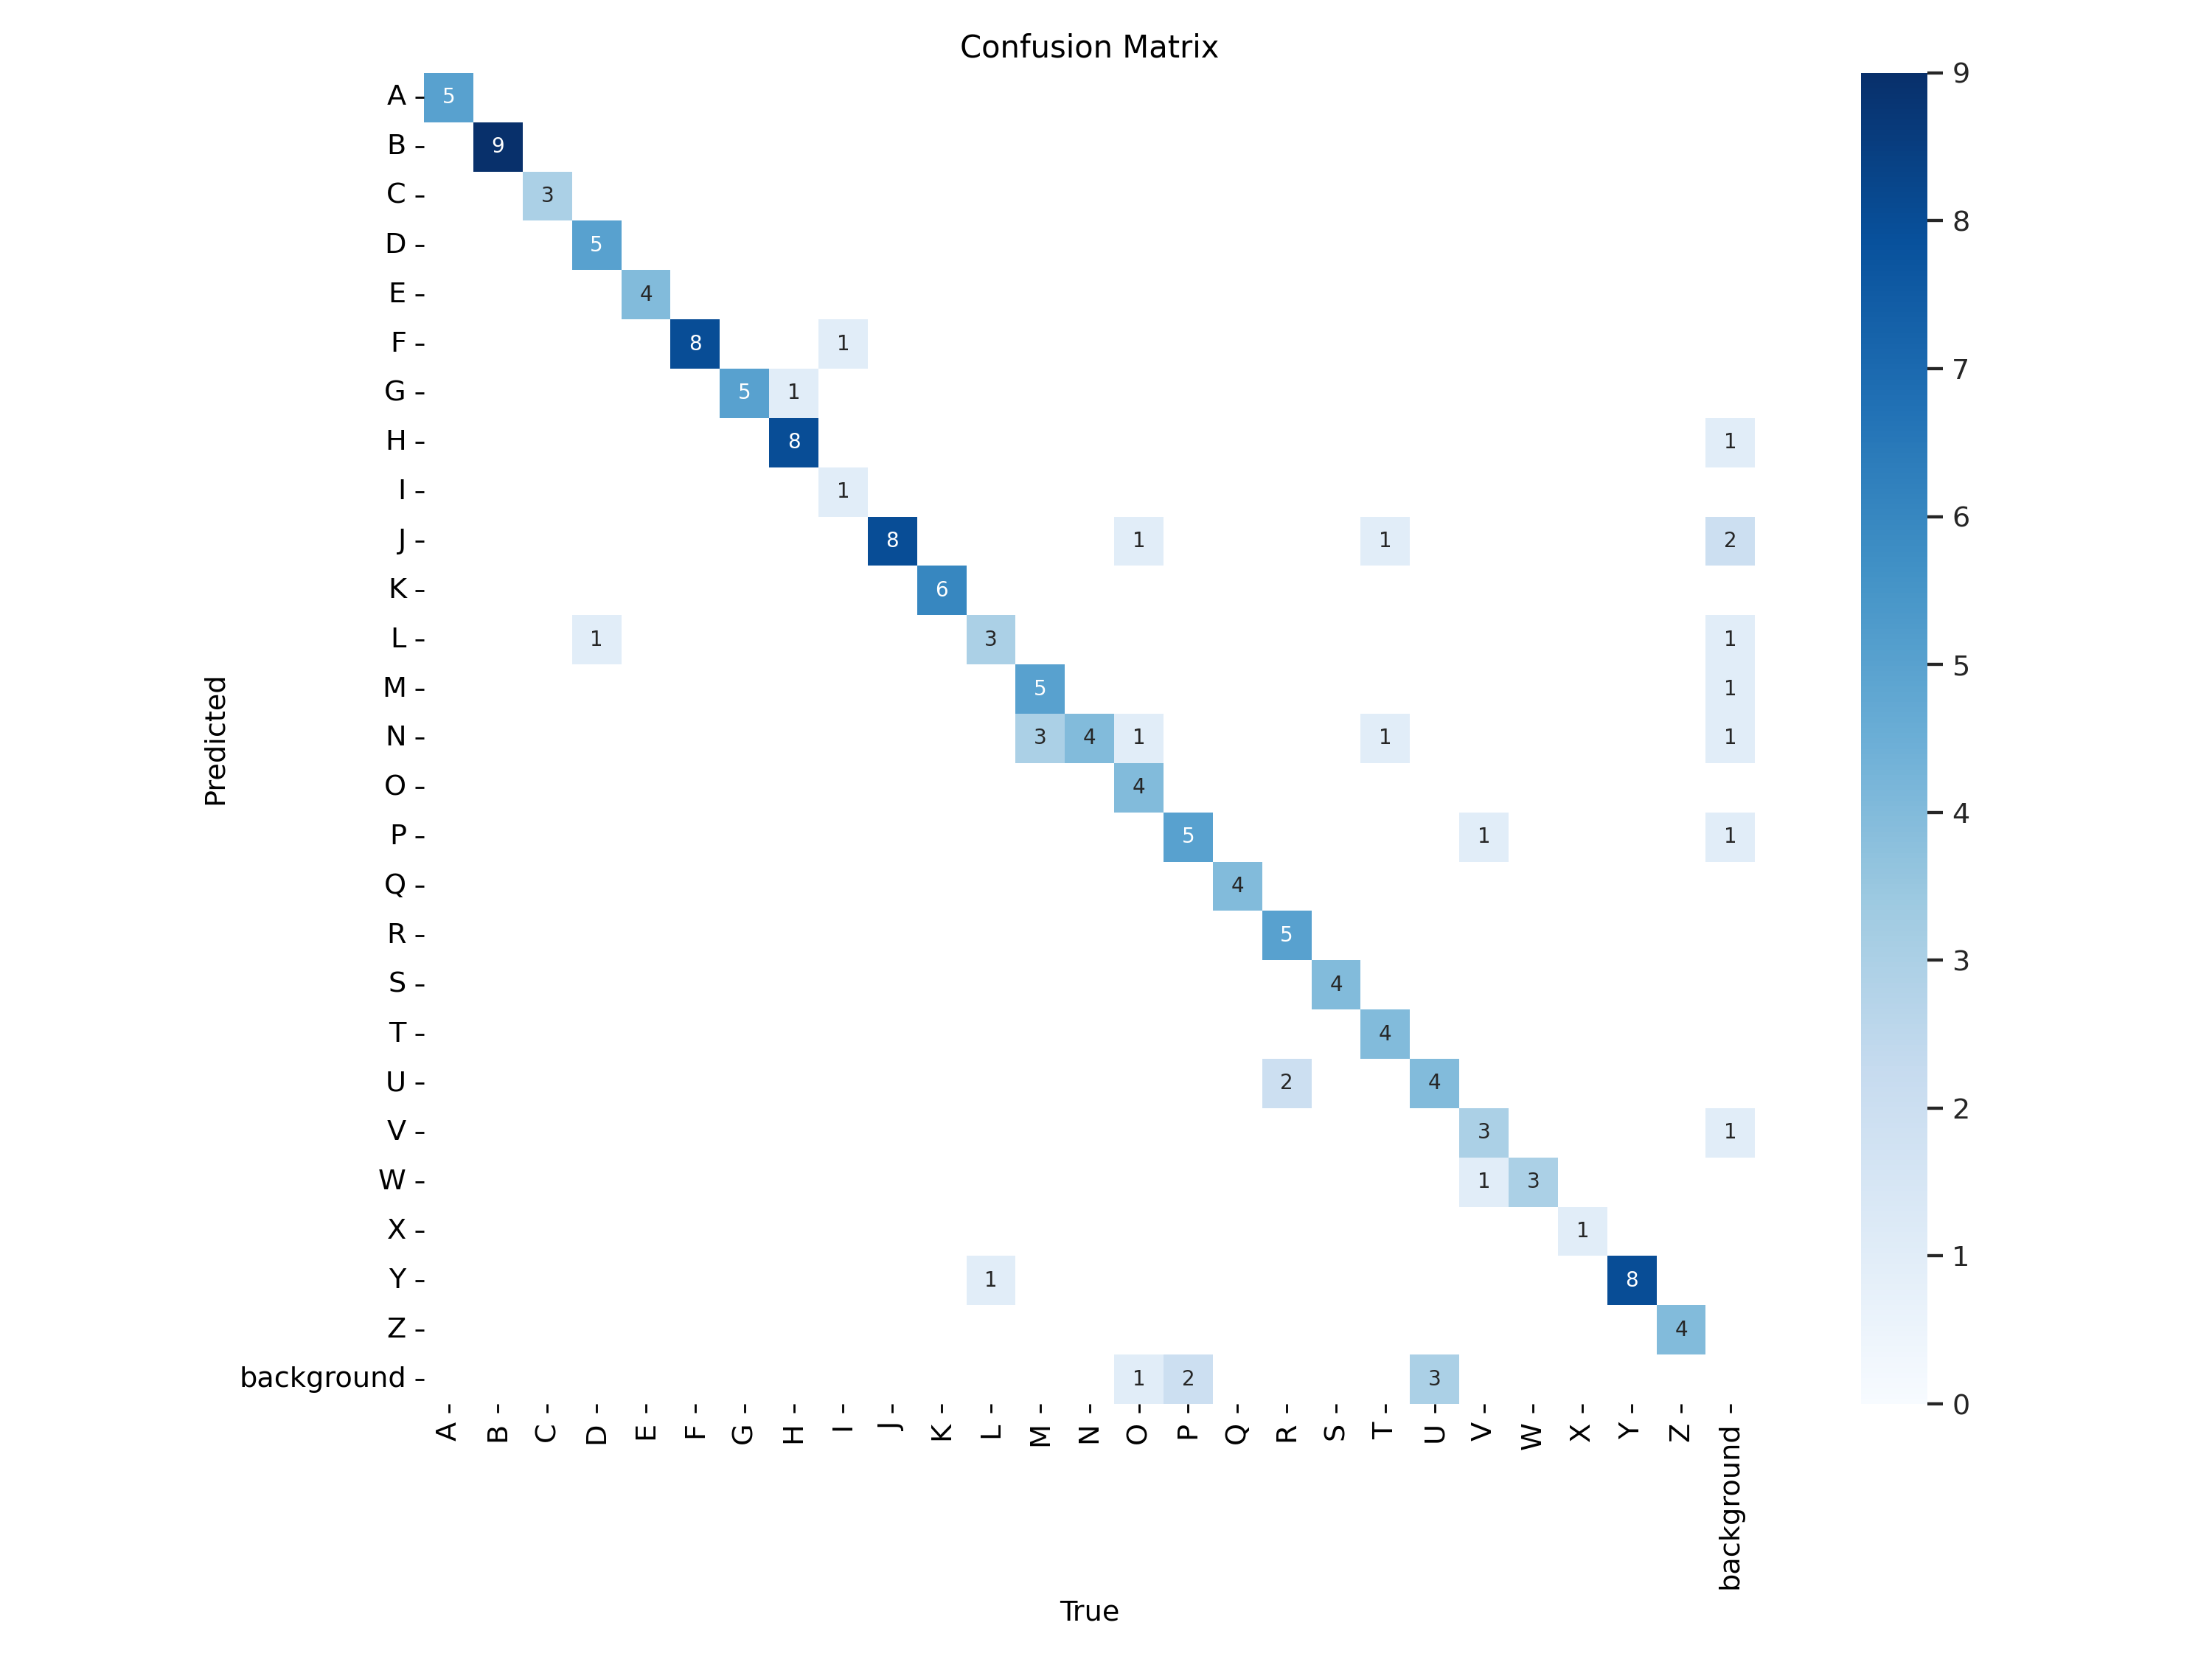 Confusion Matrix
A 5
B 9
C 3
D 5
E 4
F 8 1
G 5 1
H 8 1
I 1
J 8 1 1 2
K 6
L 1 3 1
M 5 1
N 3 4 1 1 1
O 4
P 5 1 1
Q 4
R 5
S 4
T 4
U 2 4
V 3 1
W 1 3
X 1
Y 1 8
Z 4
background 1 2 3
A B C D E F G H I J K L M N O P Q R S T U V W X Y Z background
True
Predicted
9
8
7
6
5
4
3
2
1
0